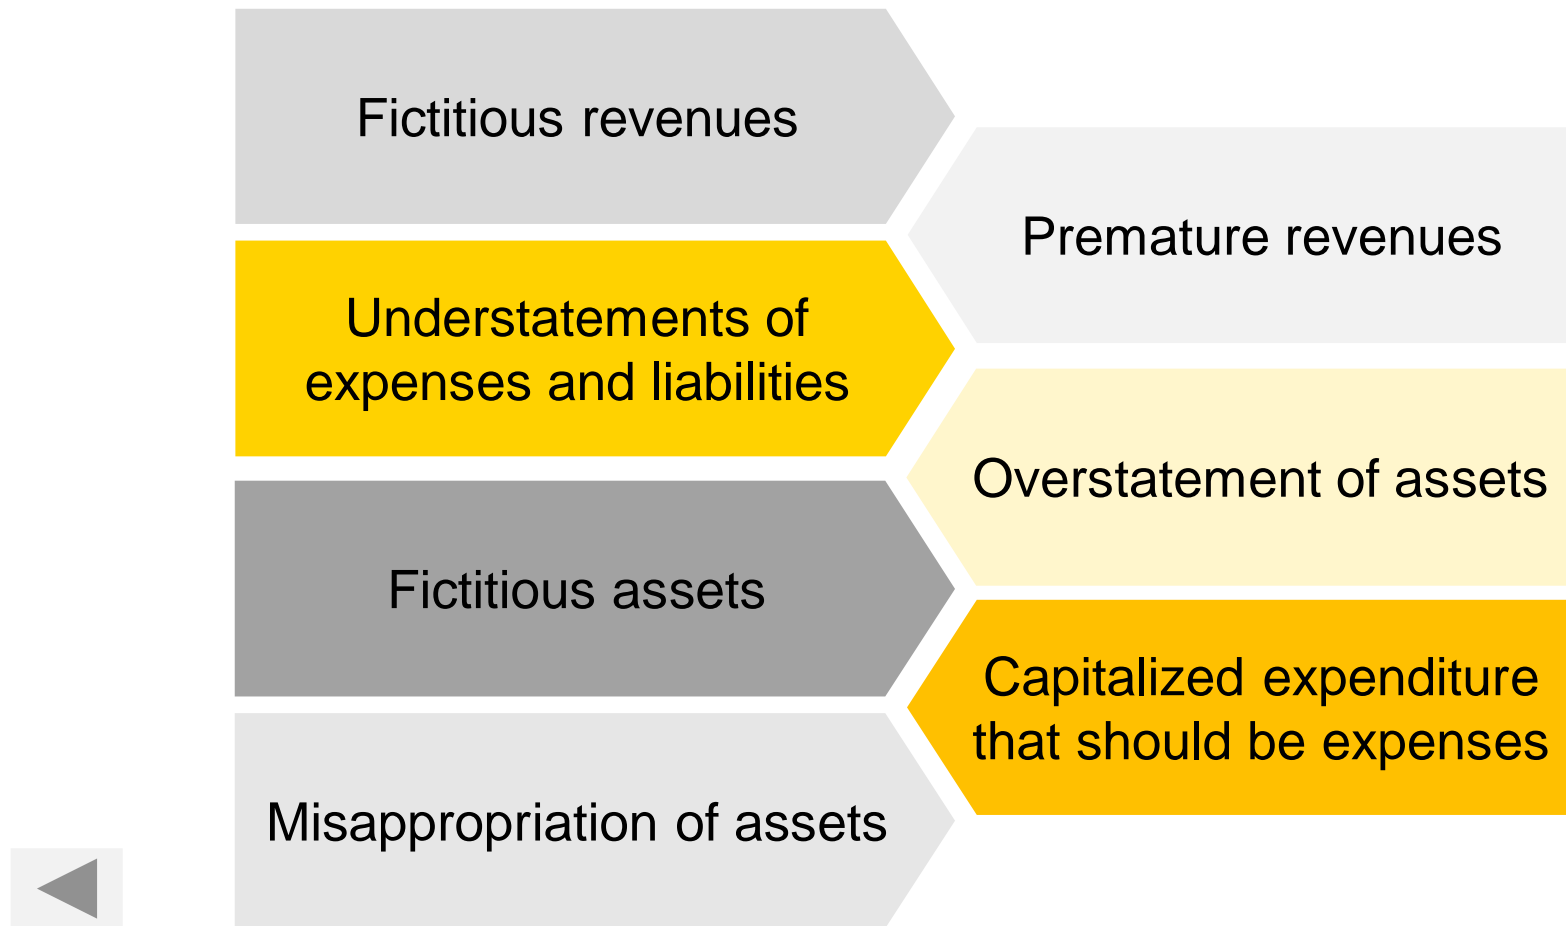 Fictitious revenues
Premature revenues
Understatements of
expenses and liabilities
Overstatement of assets
Fictitious assets
Capitalized expenditure
that should be expenses
Misappropriation of assets